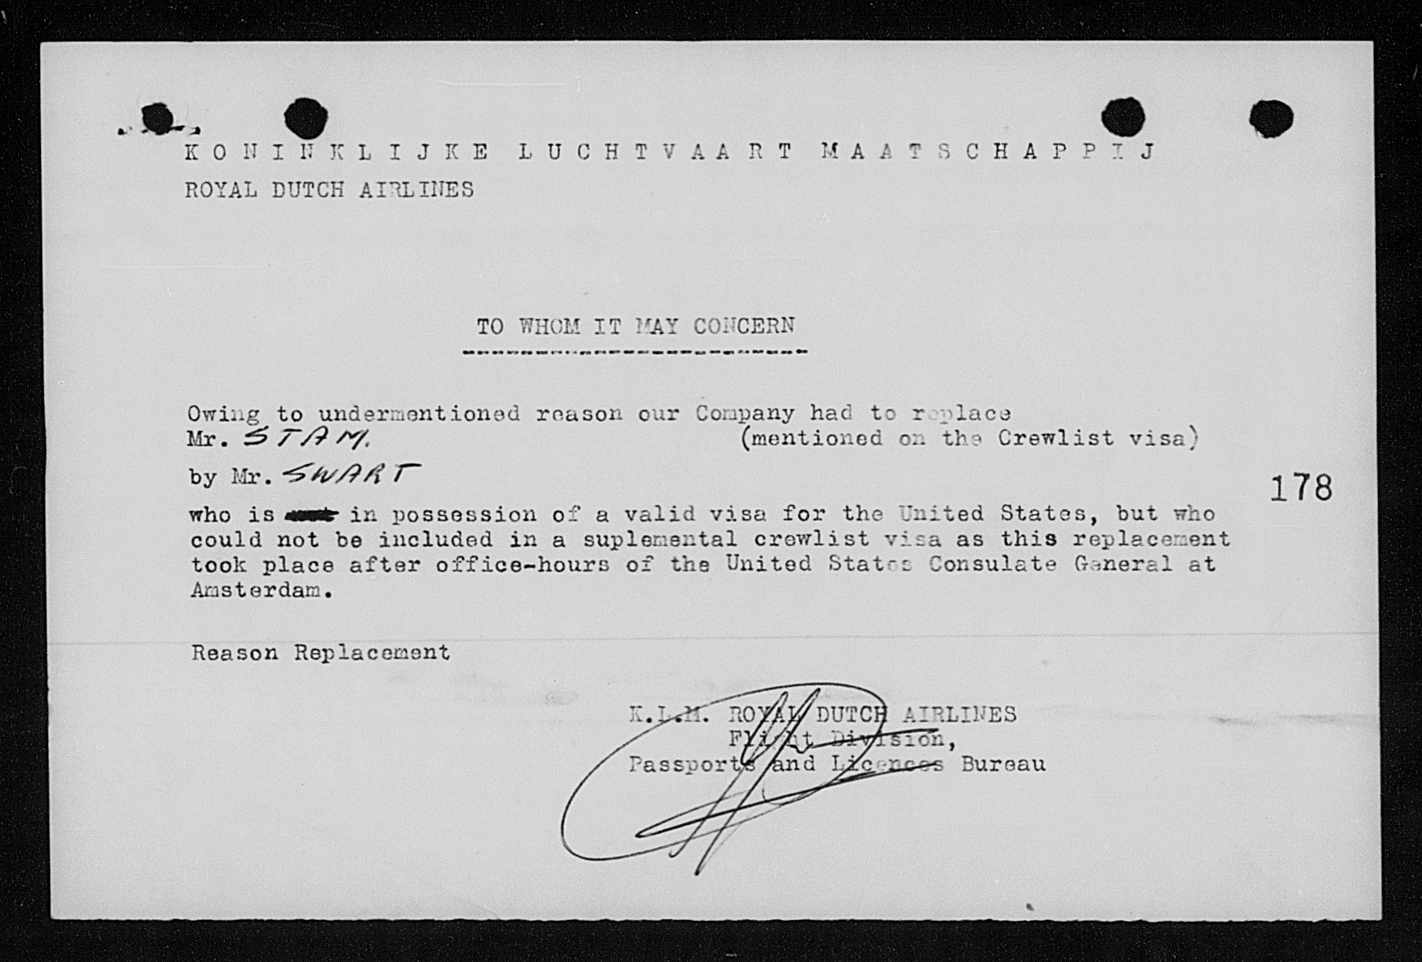 KONINKLIJKE LUCHTVAART MAATSCHAPPIJ
ROYAL DUTCH AIRLINES
TO WHOM IT MAY CONCERN
Owing to undermentioned reason our Company had to replace
Mr. STAM. (mentioned on the Crewlist visa)
by Mr. SWART
178
who is in possession of a valid visa for the United States, but who
could not be included in a suplemental crewlist visa as this replacement
took place after office-hours of the United States Consulate General at
Amsterdam.
Reason Replacement
K.L.M. ROYAL DUTCH AIRLINES
Flight Division,
Passports and Licences Bureau